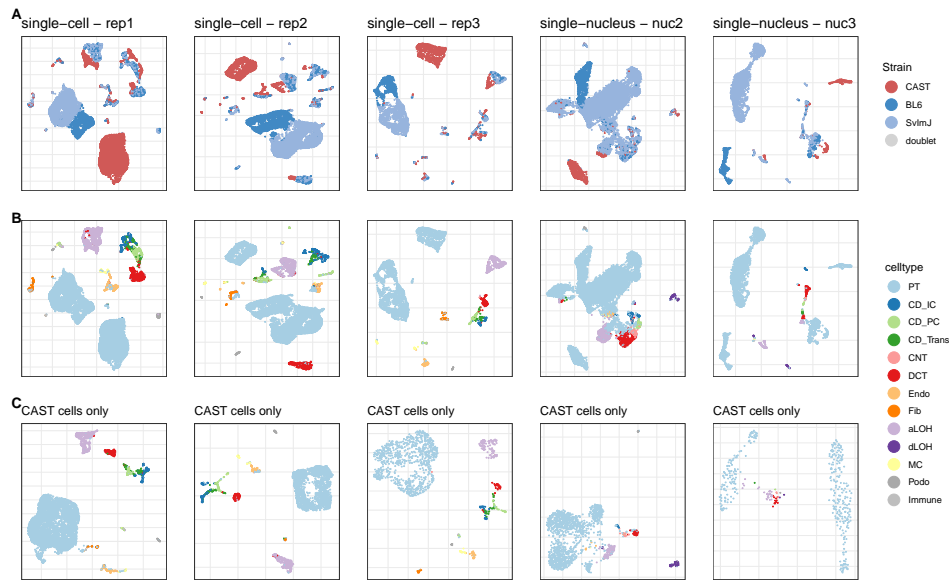 A
single-cell - rep1
single-cell - rep2
single-cell - rep3
single-nucleus - nuc2
single-nucleus - nuc3
Strain
CAST
BL6
SvImJ
doublet
B
celltype
PT
CD_IC
CD_PC
CD_Trans
CNT
DCT
Endo
Fib
aLOH
dLOH
MC
Podo
Immune
C
CAST cells only
CAST cells only
CAST cells only
CAST cells only
CAST cells only